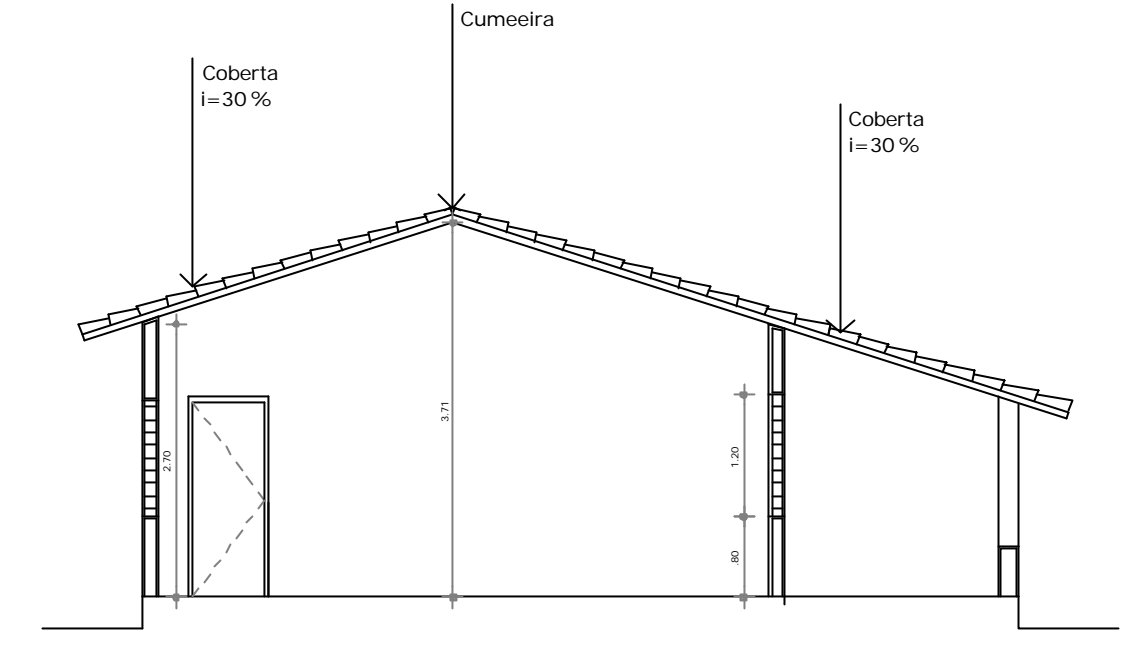 Cumeeira
Coberta
i=30 %
Coberta
i=30 %
2.70
3.71
1.20
.80